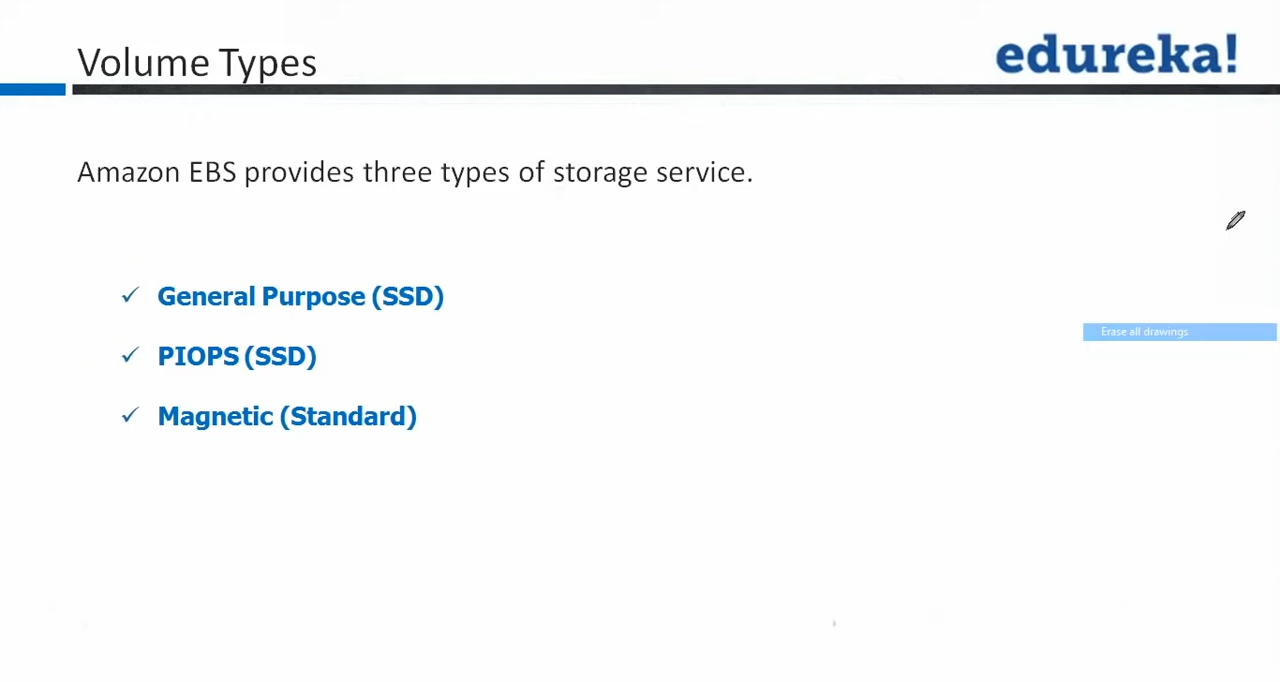 Volume Types
edureka!
Amazon EBS provides three types of storage service.
General Purpose (SSD)
Erase all drawings
PIOPS (SSD)
Magnetic (Standard)